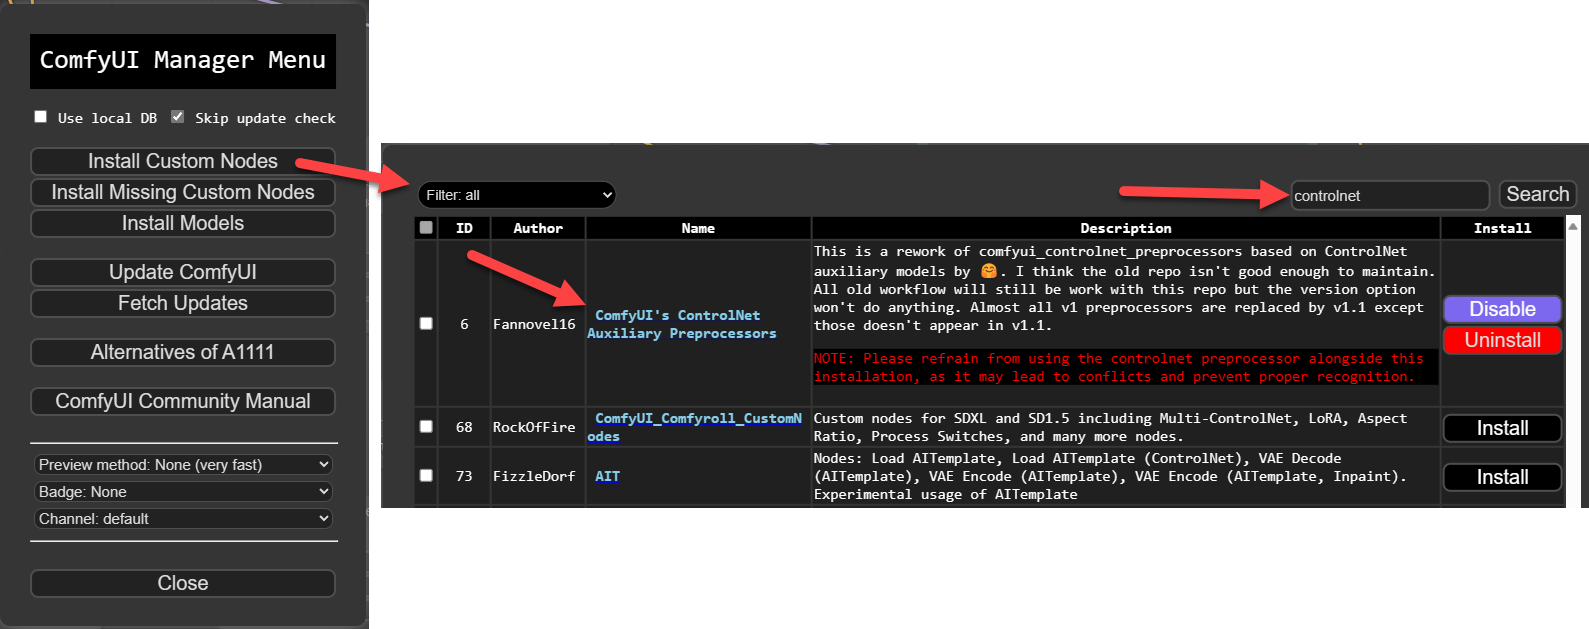 ComfyUI Manager Menu
Use local DB Skip update check
Install Custom Nodes
Install Missing Custom Nodes
Install Models
Update ComfyUI
Fetch Updates
Alternatives of A1111
ComfyUI Community Manual
Preview method: None (very fast)
Badge: None
Channel: default
Close
Filter: all
controlnet
Search
ID Author Name Description Install
6
Fannovel16
ComfyUI's ControlNet
Auxiliary Preprocessors
This is a rework of comfyui_controlnet_preprocessors based on ControlNet
auxiliary models by 🤗. I think the old repo isn't good enough to maintain.
All old workflow will still be work with this repo but the version option
won't do anything. Almost all v1 preprocessors are replaced by v1.1 except
those doesn't appear in v1.1.
NOTE: Please refrain from using the controlnet preprocessor alongside this
installation, as it may lead to conflicts and prevent proper recognition.
Disable
Uninstall
68
RockOfFire
ComfyUI_Comfyroll_CustomN
odes
Custom nodes for SDXL and SD1.5 including Multi-ControlNet, LoRA, Aspect
Ratio, Process Switches, and many more nodes.
Install
73
FizzleDorf
AIT
Nodes: Load AITemplate, Load AITemplate (ControlNet), VAE Decode
(AITemplate), VAE Encode (AITemplate), VAE Encode (AITemplate, Inpaint).
Experimental usage of AITemplate
Install